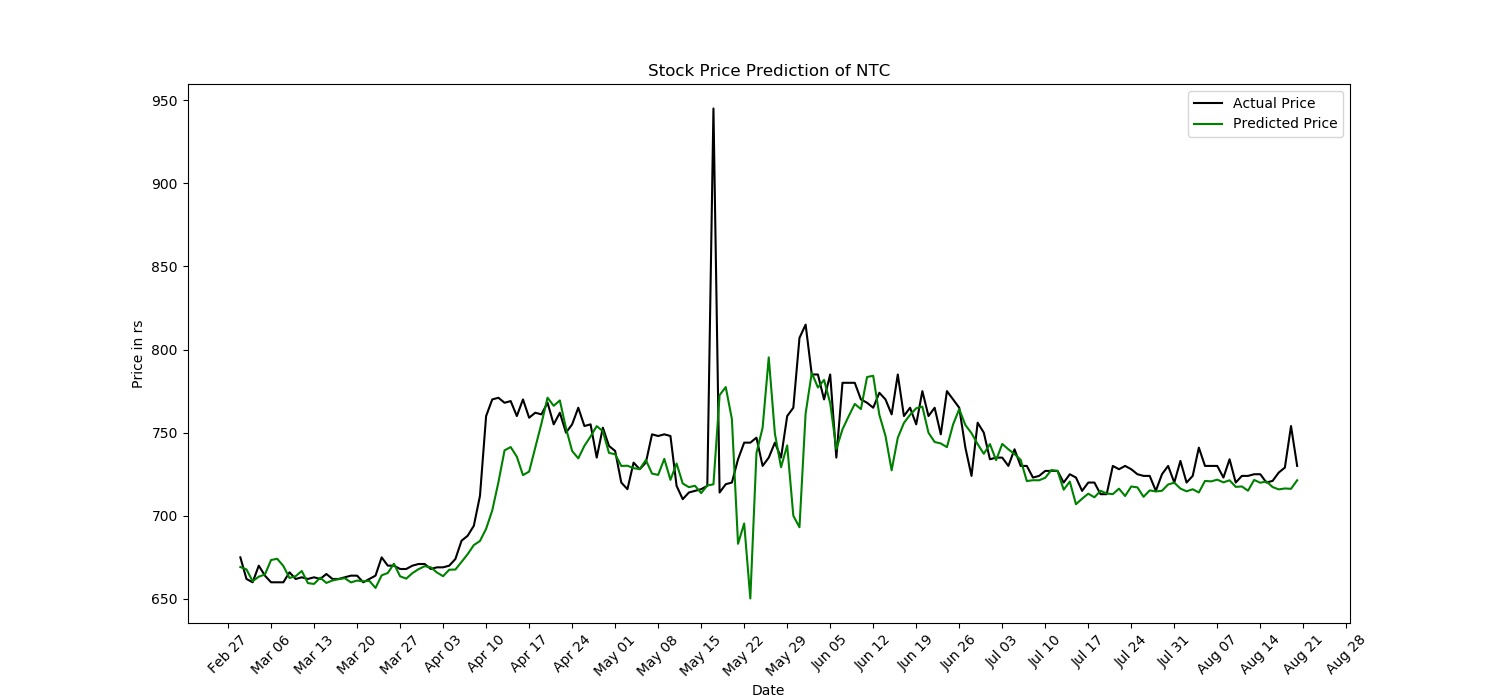 Stock Price Prediction of NTC
Actual Price
Predicted Price
Price in rs
950
900
850
800
750
700
650
Feb 27
Mar 06
Mar 13
Mar 20
Mar 27
Apr 03
Apr 10
Apr 17
Apr 24
May 01
May 08
May 15
May 22
May 29
Jun 05
Jun 12
Jun 19
Jun 26
Jul 03
Jul 10
Jul 17
Jul 24
Jul 31
Aug 07
Aug 14
Aug 21
Aug 28
Date